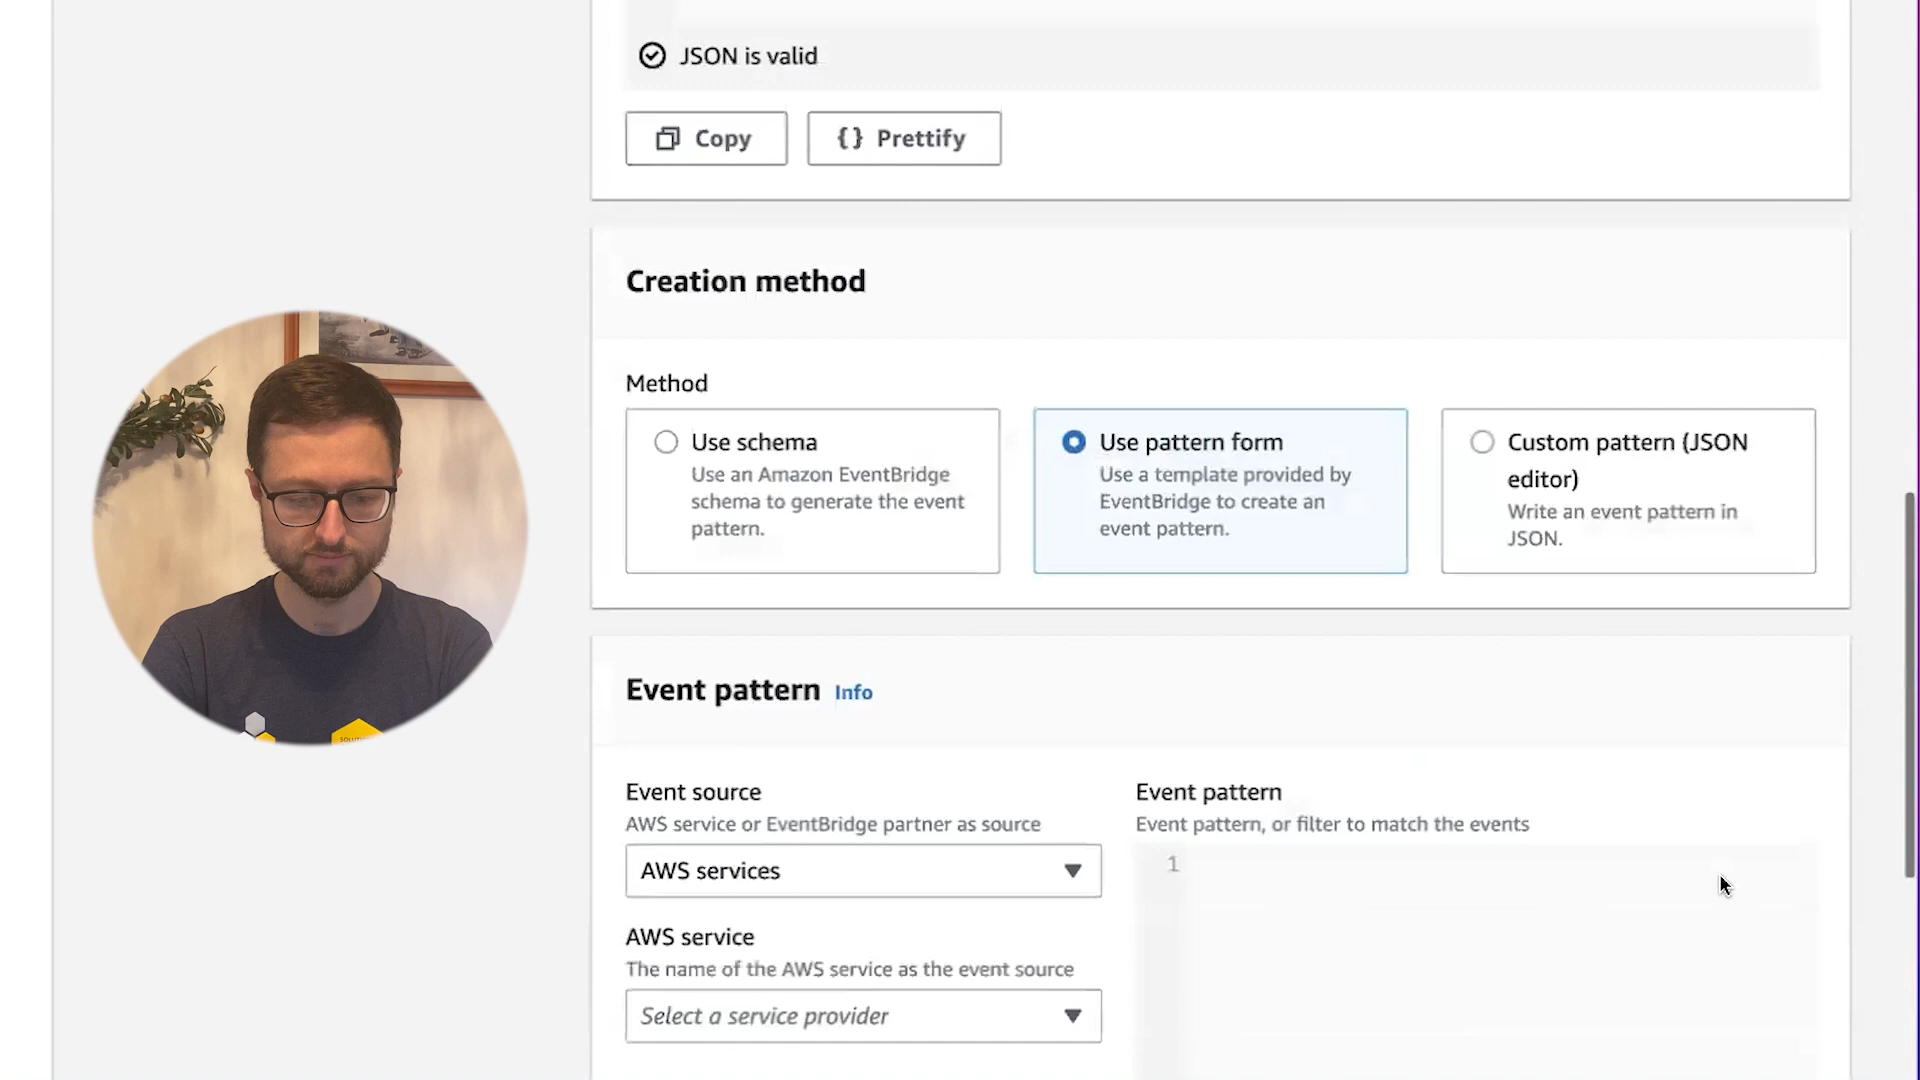 JSON is valid
Copy
{} Prettify
Creation method
Method
Use schema
Use an Amazon EventBridge
schema to generate the event
pattern.
Use pattern form
Use a template provided by
EventBridge to create an
event pattern.
Custom pattern (JSON
editor)
Write an event pattern in
JSON.
Event pattern Info
Event source
AWS service or EventBridge partner as source
AWS services
AWS service
The name of the AWS service as the event source
Select a service provider
Event pattern
Event pattern, or filter to match the events
1